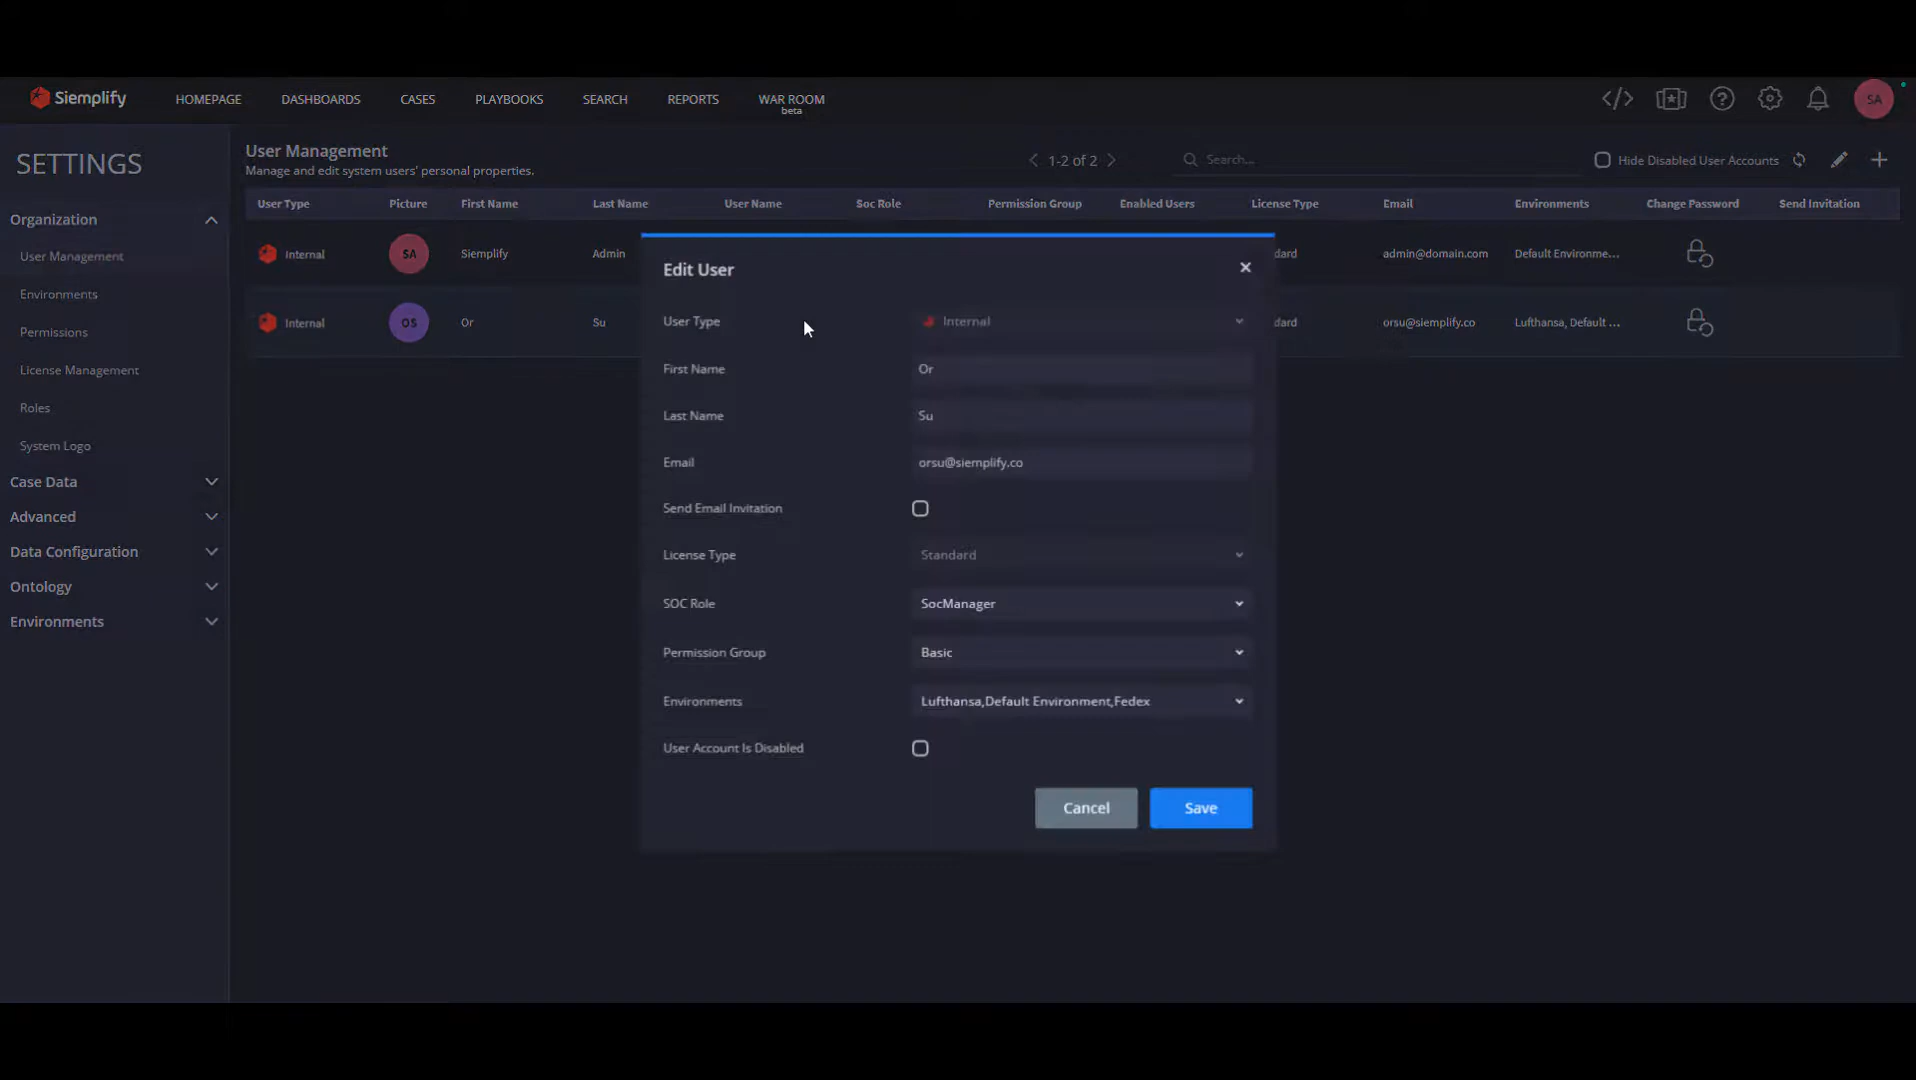 Siemplify
HOMEPAGE DASHBOARDS CASES PLAYBOOKS SEARCH REPORTS WAR ROOM
beta
SA
SETTINGS
Organization
User Management
Environments
Permissions
License Management
Roles
System Logo
Case Data
Advanced
Data Configuration
Ontology
Environments
User Management
Manage and edit system users' personal properties.
1-2 of 2
Search...
Hide Disabled User Accounts
User Type Picture First Name Last Name User Name Soc Role Permission Group Enabled Users License Type Email Environments Change Password Send Invitation
Internal SA Siemplify Admin dard admin@domain.com Default Environme...
Internal OS Or Su dard orsu@siemplify.co Lufthansa, Default ...
Edit User
User Type Internal
First Name Or
Last Name Su
Email orsu@siemplify.co
Send Email Invitation
License Type Standard
SOC Role SocManager
Permission Group Basic
Environments Lufthansa,Default Environment,Fedex
User Account Is Disabled
Cancel Save